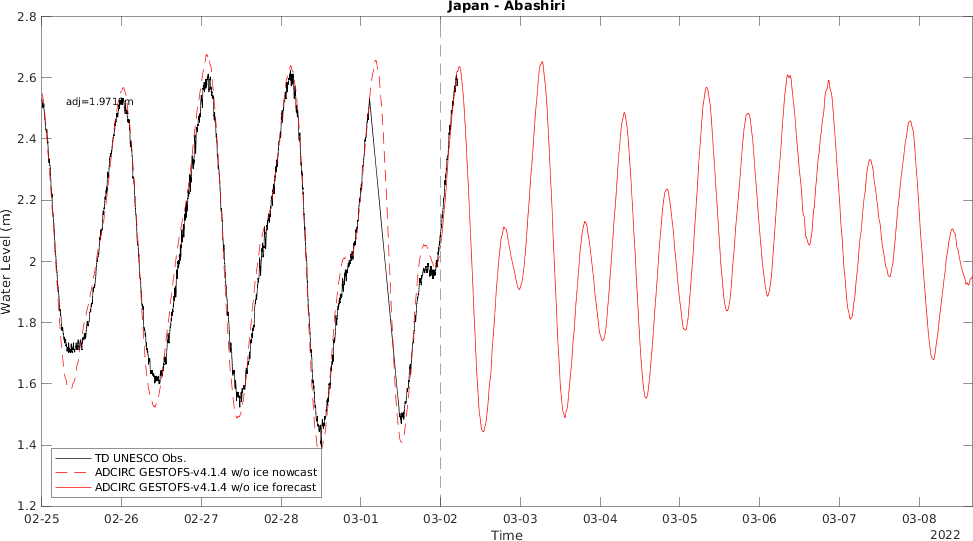 Japan - Abashiri
2.8
2.6
2.4
2.2
2
1.8
1.6
1.4
1.2
Water Level (m)
TD UNESCO Obs.
ADCIRC GESTOFS-v4.1.4 w/o ice nowcast
ADCIRC GESTOFS-v4.1.4 w/o ice forecast
02-25 02-26 02-27 02-28 03-01 03-02 03-03 03-04 03-05 03-06 03-07 03-08
Time
2022